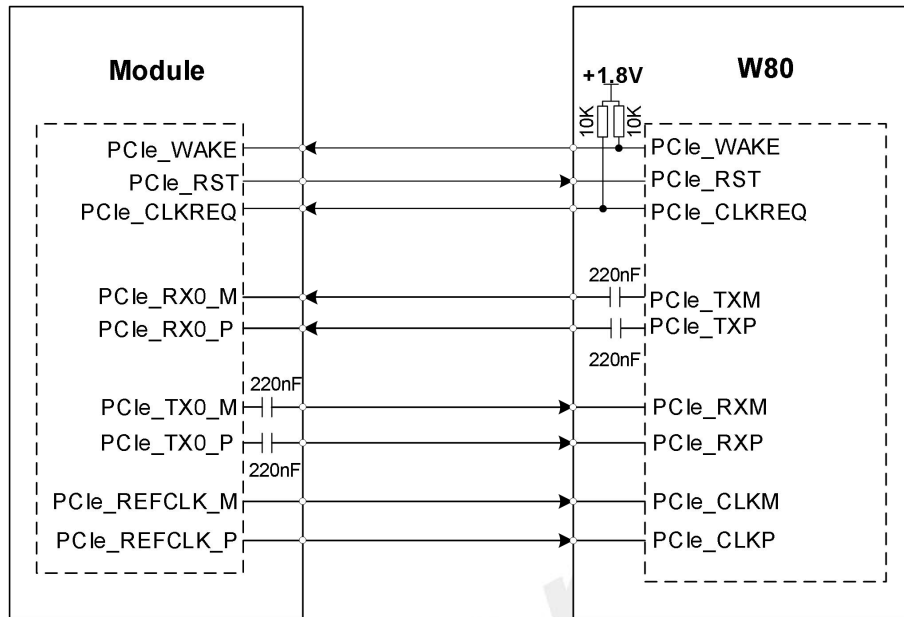 Module
W80
+1.8V
10K
10K
PCIe_WAKE
PCIe_WAKE
PCIe_RST
PCIe_RST
PCIe_CLKREQ
PCIe_CLKREQ
220nF
PCIe_RX0_M
PCIe_TXM
PCIe_RX0_P
PCIe_TXP
220nF
220nF
PCIe_TX0_M
PCIe_RXM
PCIe_TX0_P
PCIe_RXP
220nF
PCIe_REFCLK_M
PCIe_CLKM
PCIe_REFCLK_P
PCIe_CLKP